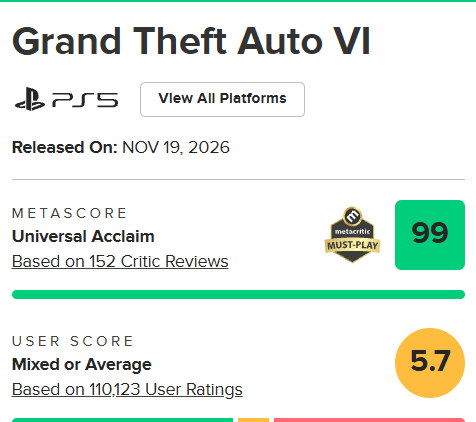 Grand Theft Auto VI
PS5
View All Platforms
Released On: NOV 19, 2026
METASCORE
Universal Acclaim
Based on 152 Critic Reviews
metacritic
MUST-PLAY
99
USER SCORE
Mixed or Average
Based on 110,123 User Ratings
5.7